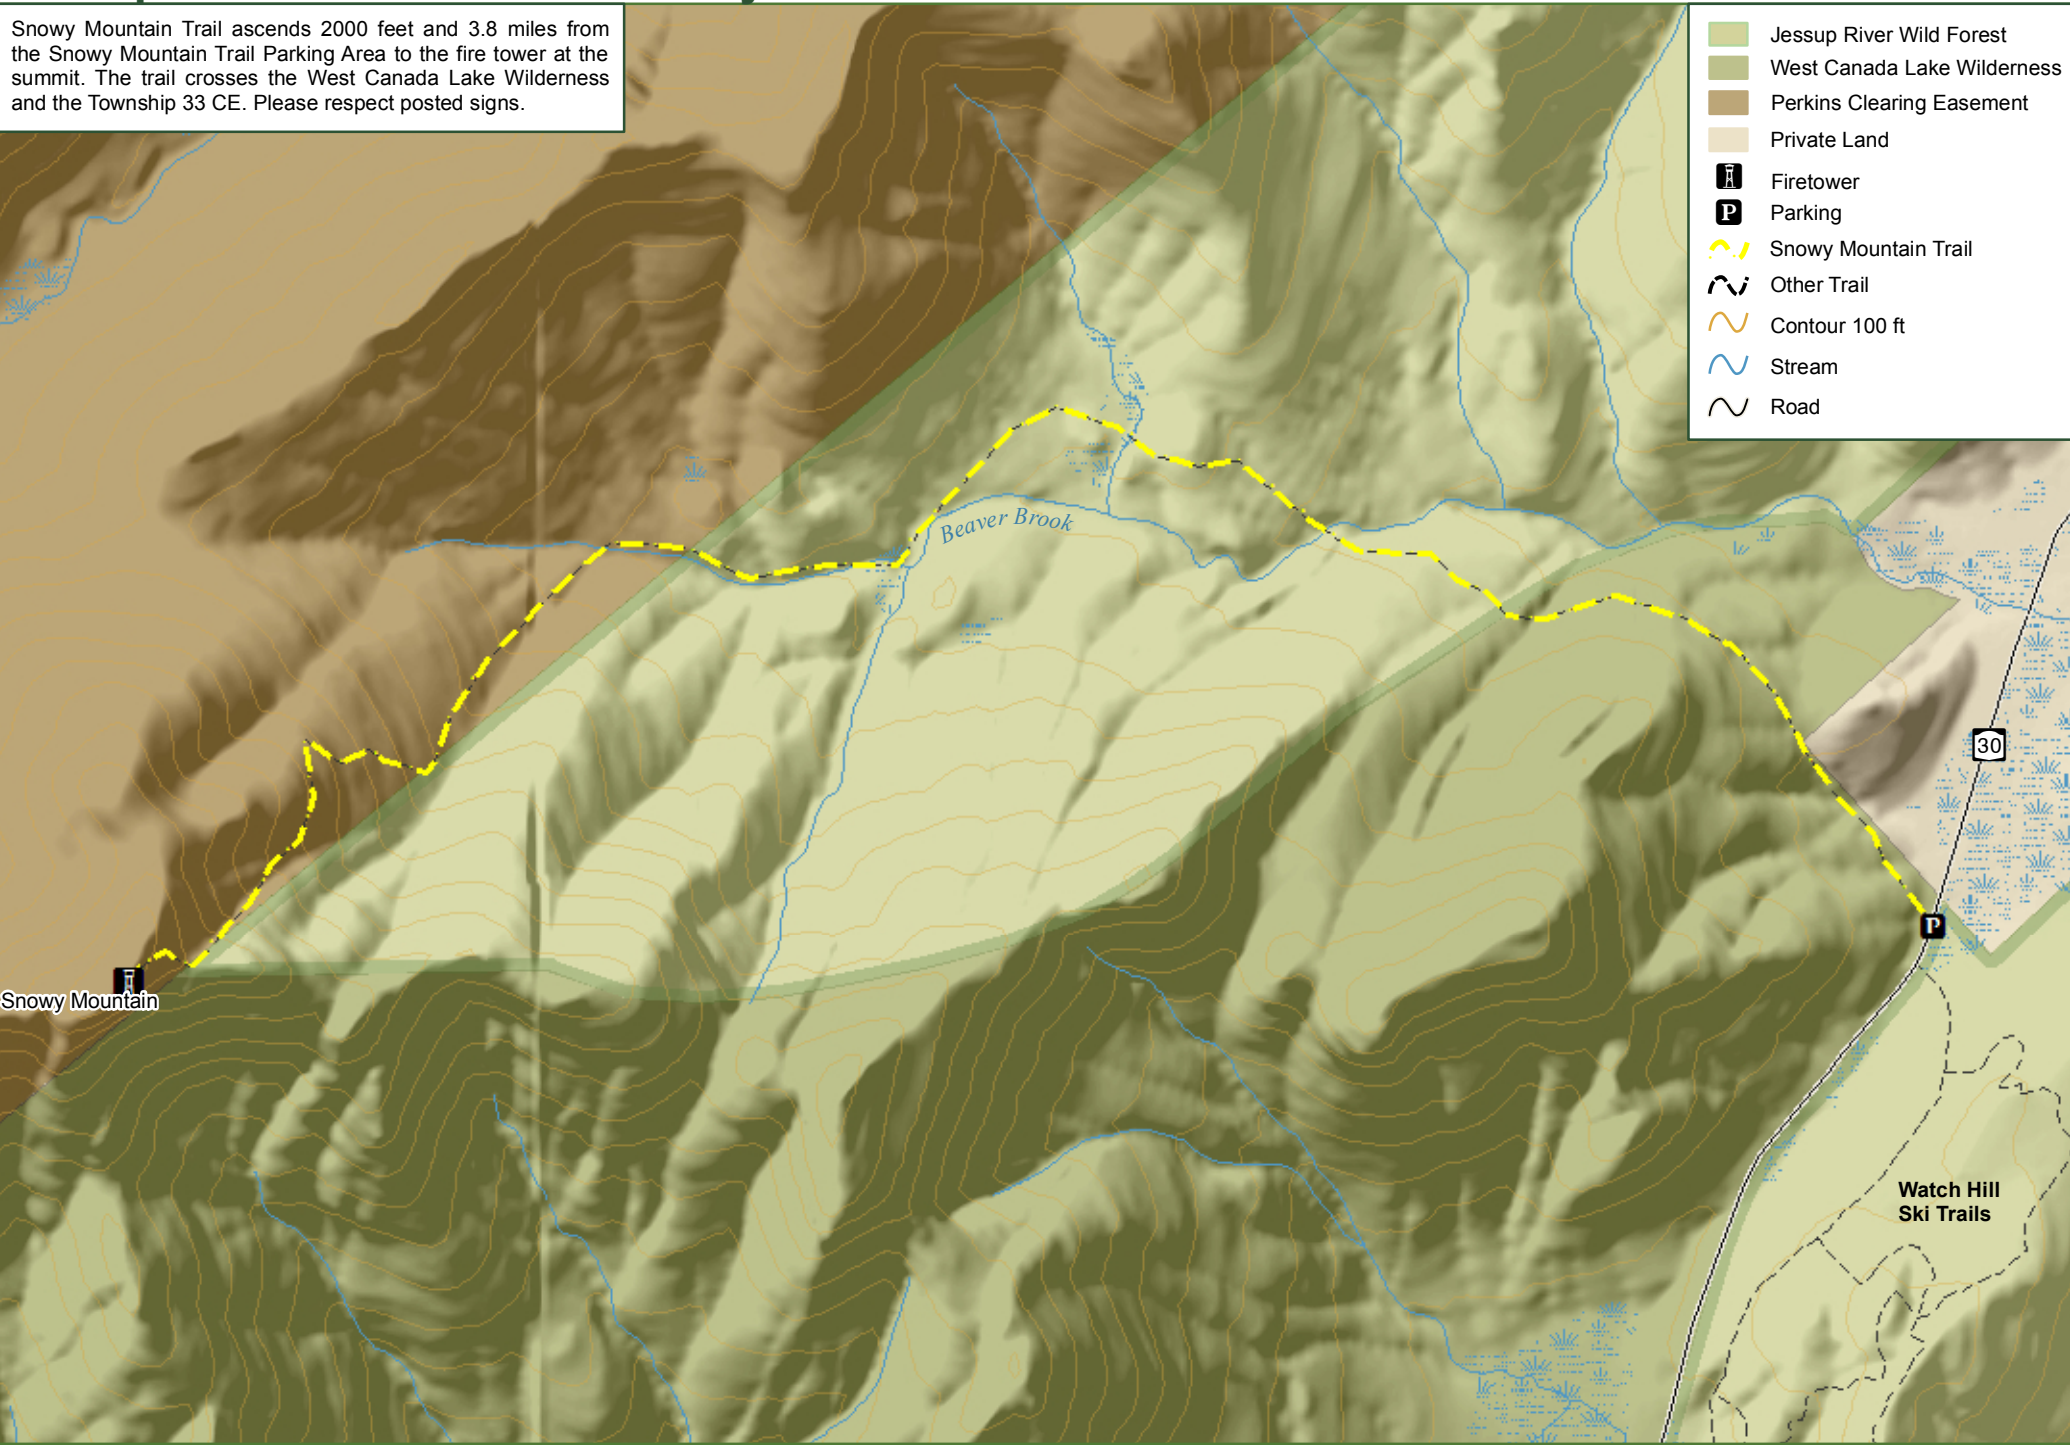 Snowy Mountain Trail ascends 2000 feet and 3.8 miles from
the Snowy Mountain Trail Parking Area to the fire tower at the
summit. The trail crosses the West Canada Lake Wilderness
and the Township 33 CE. Please respect posted signs.
Jessup River Wild Forest
West Canada Lake Wilderness
Perkins Clearing Easement
Private Land
Firetower
P Parking
Snowy Mountain Trail
Other Trail
Contour 100 ft
Stream
Road
Beaver Brook
30
P
Snowy Mountain
Watch Hill
Ski Trails